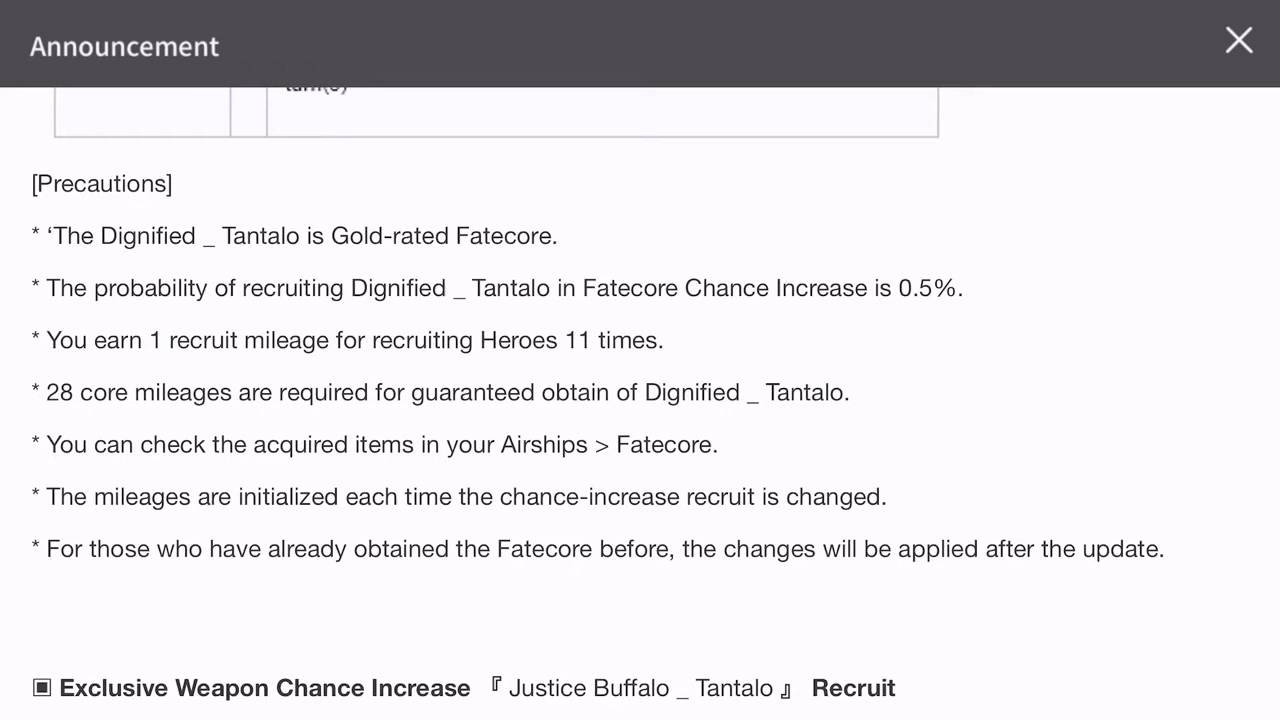 Announcement
[Precautions]
* ‘The Dignified _ Tantalo is Gold-rated Fatecore.
* The probability of recruiting Dignified _ Tantalo in Fatecore Chance Increase is 0.5%.
* You earn 1 recruit mileage for recruiting Heroes 11 times.
* 28 core mileages are required for guaranteed obtain of Dignified _ Tantalo.
* You can check the acquired items in your Airships > Fatecore.
* The mileages are initialized each time the chance-increase recruit is changed.
* For those who have already obtained the Fatecore before, the changes will be applied after the update.
▣ Exclusive Weapon Chance Increase 『 Justice Buffalo _ Tantalo 』 Recruit